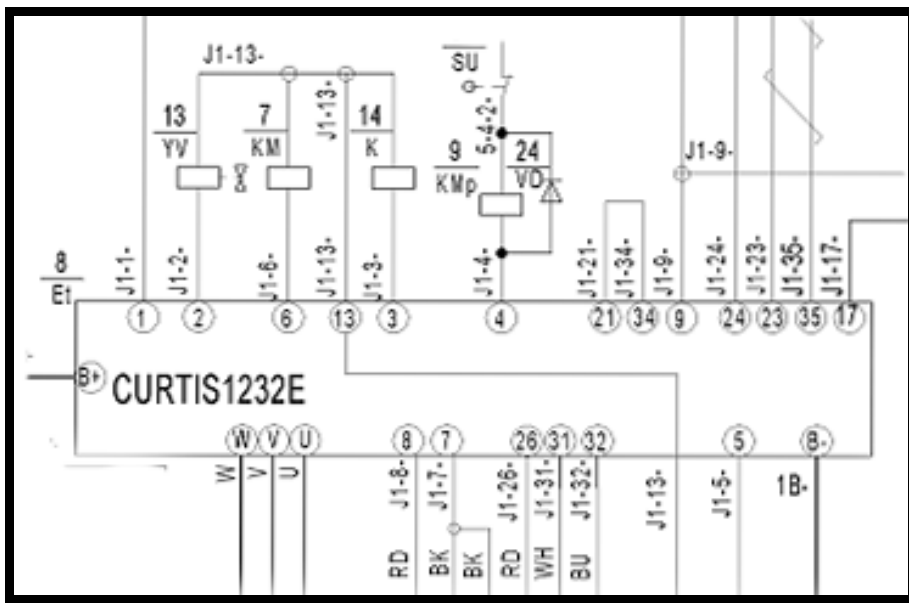 J1-13-
SU
13
YV
7
KM
J1-13-
14
K
9
KMp
5-4-2-
24
VD
J1-9-
8
Et
J1-1-
J1-2-
J1-6-
J1-13-
J1-3-
J1-4-
J1-21-
J1-34-
J1-9-
J1-24-
J1-23-
J1-35-
J1-17-
1
2
6
13
3
4
21
34
9
24
23
35
17
B+
CURTIS1232E
W
V
U
8
7
26
31
32
5
B-
W
V
U
J1-8-
J1-7-
J1-26-
J1-31-
J1-32-
J1-13-
J1-5-
1B-
RD
BK
BK
RD
WH
BU